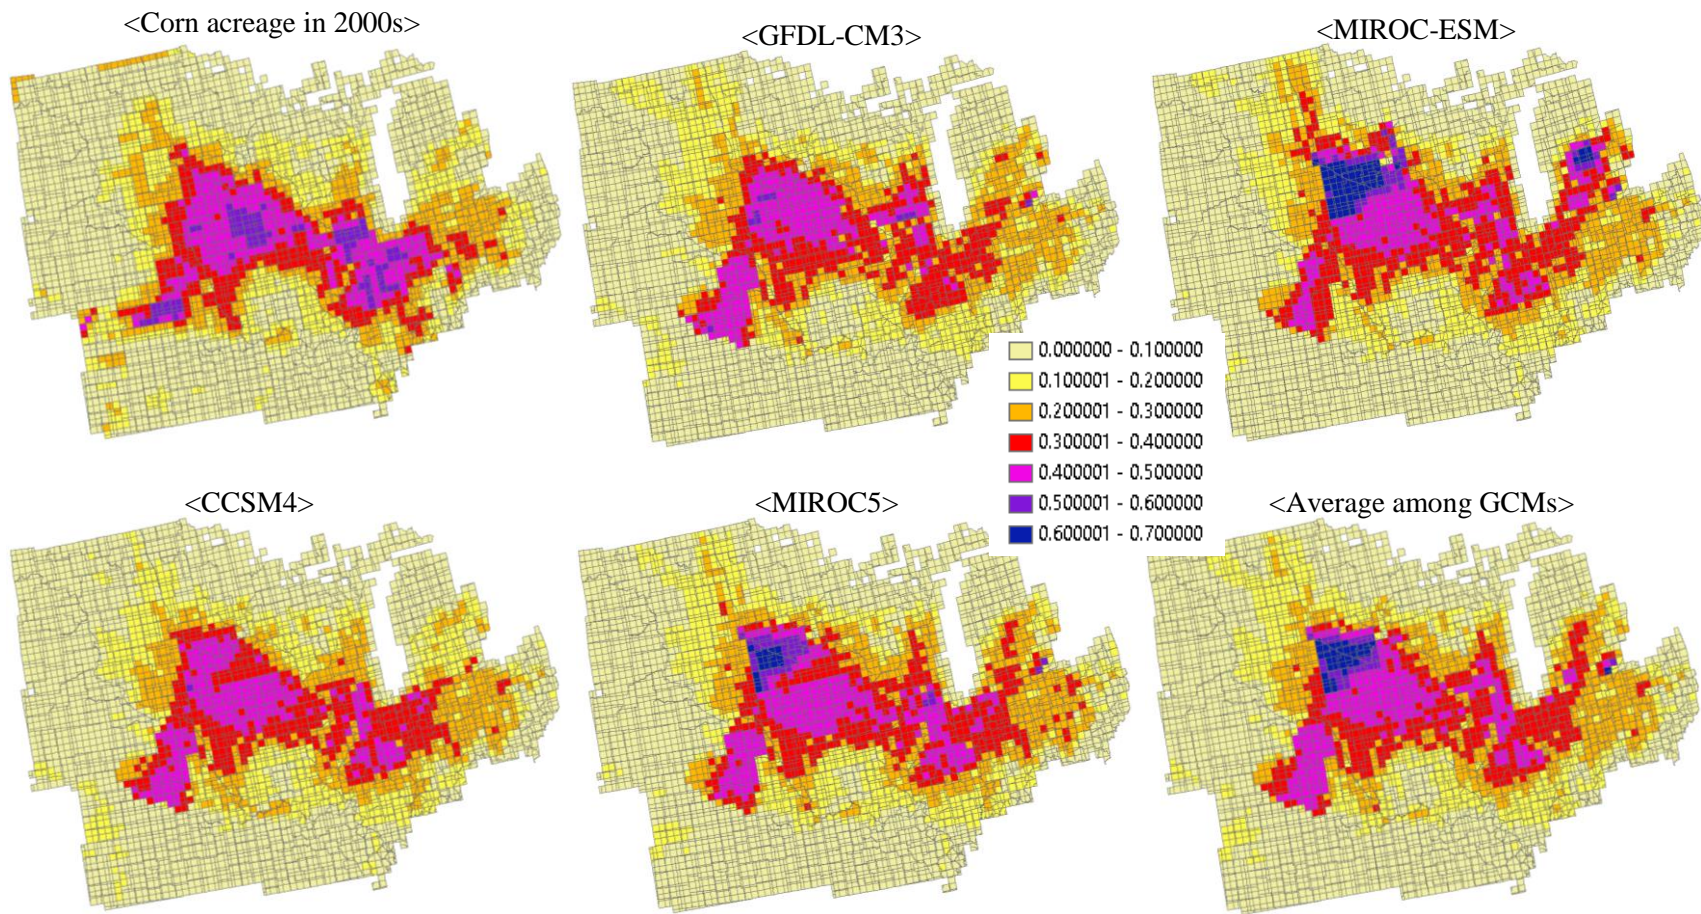 <Corn acreage in 2000s>
<GFDL-CM3>
<MIROC-ESM>
0.000000 - 0.100000
0.100001 - 0.200000
0.200001 - 0.300000
0.300001 - 0.400000
0.400001 - 0.500000
0.500001 - 0.600000
0.600001 - 0.700000
<CCSM4>
<MIROC5>
<Average among GCMs>